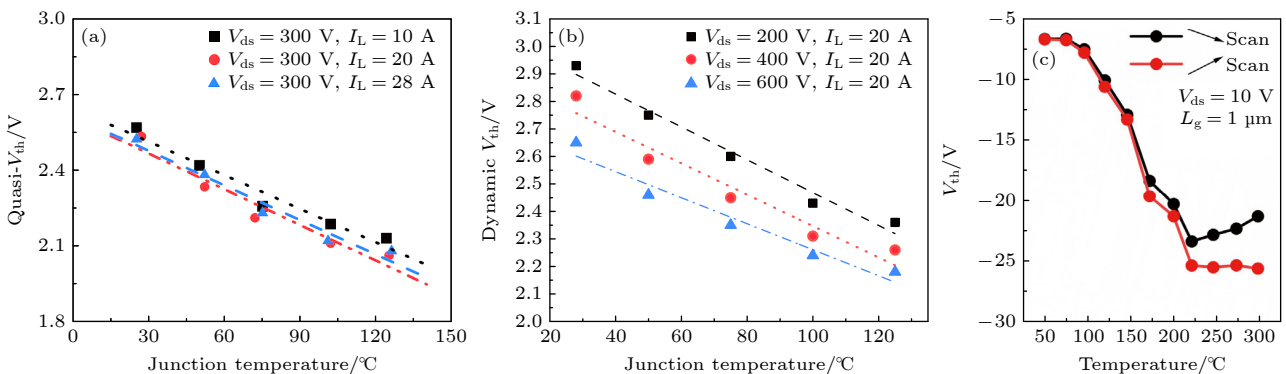 (a)
V_ds = 300 V, I_L = 10 A
V_ds = 300 V, I_L = 20 A
V_ds = 300 V, I_L = 28 A
Quasi-V_th/V
3.0
2.7
2.4
2.1
1.8
0
30
60
90
120
150
Junction temperature/℃
(b)
V_ds = 200 V, I_L = 20 A
V_ds = 400 V, I_L = 20 A
V_ds = 600 V, I_L = 20 A
Dynamic V_th/V
3.1
3.0
2.9
2.8
2.7
2.6
2.5
2.4
2.3
2.2
2.1
2.0
20
40
60
80
100
120
Junction temperature/℃
(c)
Scan
Scan
V_ds = 10 V
L_g = 1 µm
V_th/V
−5
−10
−15
−20
−25
−30
0
50
100
150
200
250
300
Temperature/℃